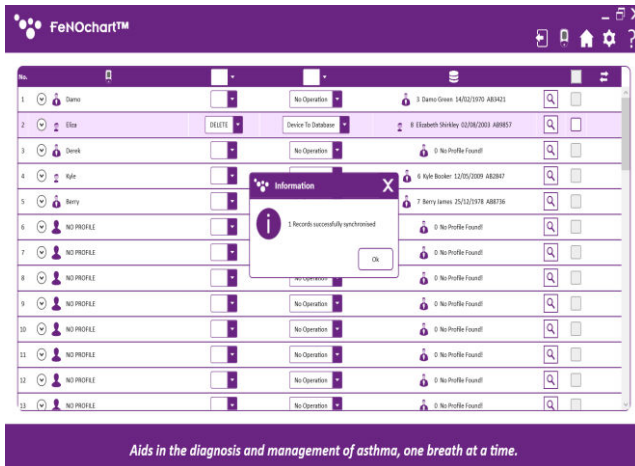 FeNOchart™
No.
1 Damo No Operation 3 Damo Green 14/02/1970 AB3421
2 Eliza DELETE Device To Database 8 Elizabeth Shirkley 02/08/2003 AB9857
3 Derek No Operation 0 No Profile Found!
4 Kyle 6 Kyle Booker 12/05/2009 AB2847
Information X
5 Berry 7 Berry James 25/12/1978 AB8736
6 NO PROFILE 1 Records successfully synchronised 0 No Profile Found!
7 NO PROFILE Ok 0 No Profile Found!
8 NO PROFILE No Operation 0 No Profile Found!
9 NO PROFILE No Operation 0 No Profile Found!
10 NO PROFILE No Operation 0 No Profile Found!
11 NO PROFILE No Operation 0 No Profile Found!
12 NO PROFILE No Operation 0 No Profile Found!
13 NO PROFILE No Operation 0 No Profile Found!
Aids in the diagnosis and management of asthma, one breath at a time.